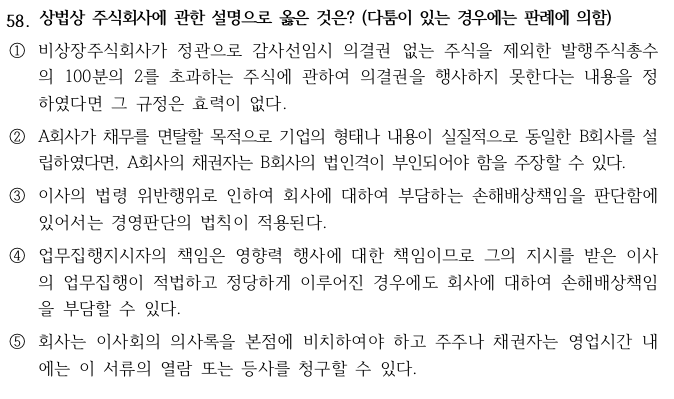 58. 상법상 주식회사에 관한 설명으로 옳은 것은? (다툼이 있는 경우에는 판례에 의함)
① 비상장주식회사가 정관으로 감사선임시 의결권 없는 주식을 제외한 발행주식총수
의 100분의 2를 초과하는 주식에 관하여 의결권을 행사하지 못한다는 내용을 정
하였다면 그 규정은 효력이 없다.
② A회사가 채무를 면탈할 목적으로 기업의 형태나 내용이 실질적으로 동일한 B회사를 설
립하였다면, A회사의 채권자는 B회사의 법인격이 부인되어야 함을 주장할 수 있다.
③ 이사의 법령 위반행위로 인하여 회사에 대하여 부담하는 손해배상책임을 판단함에
있어서는 경영판단의 법칙이 적용된다.
④ 업무집행지시자의 책임은 영향력 행사에 대한 책임이므로 그의 지시를 받은 이사
의 업무집행이 적법하고 정당하게 이루어진 경우에도 회사에 대하여 손해배상책임
을 부담할 수 있다.
⑤ 회사는 이사회의 의사록을 본점에 비치하여야 하고 주주나 채권자는 영업시간 내
에는 이 서류의 열람 또는 등사를 청구할 수 있다.